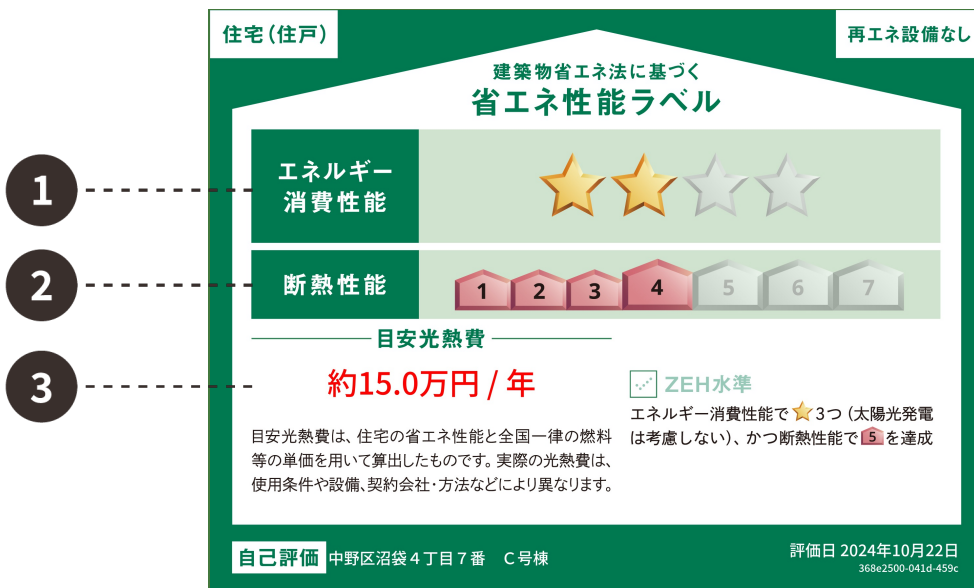 住宅（住戸）
再エネ設備なし
建築物省エネ法に基づく
省エネ性能ラベル
1
エネルギー
消費性能
2
断熱性能
1 2 3 4 5 6 7
目安光熱費
3
約15.0万円 / 年
目安光熱費は、住宅の省エネ性能と全国一律の燃料
等の単価を用いて算出したものです。実際の光熱費は、
使用条件や設備、契約会社・方法などにより異なります。
ZEH水準
エネルギー消費性能で 3つ（太陽光発電
は考慮しない）、かつ断熱性能で 5 を達成
自己評価 中野区沼袋４丁目７番　Ｃ号棟
評価日 2024年10月22日
368e2500-041d-459c